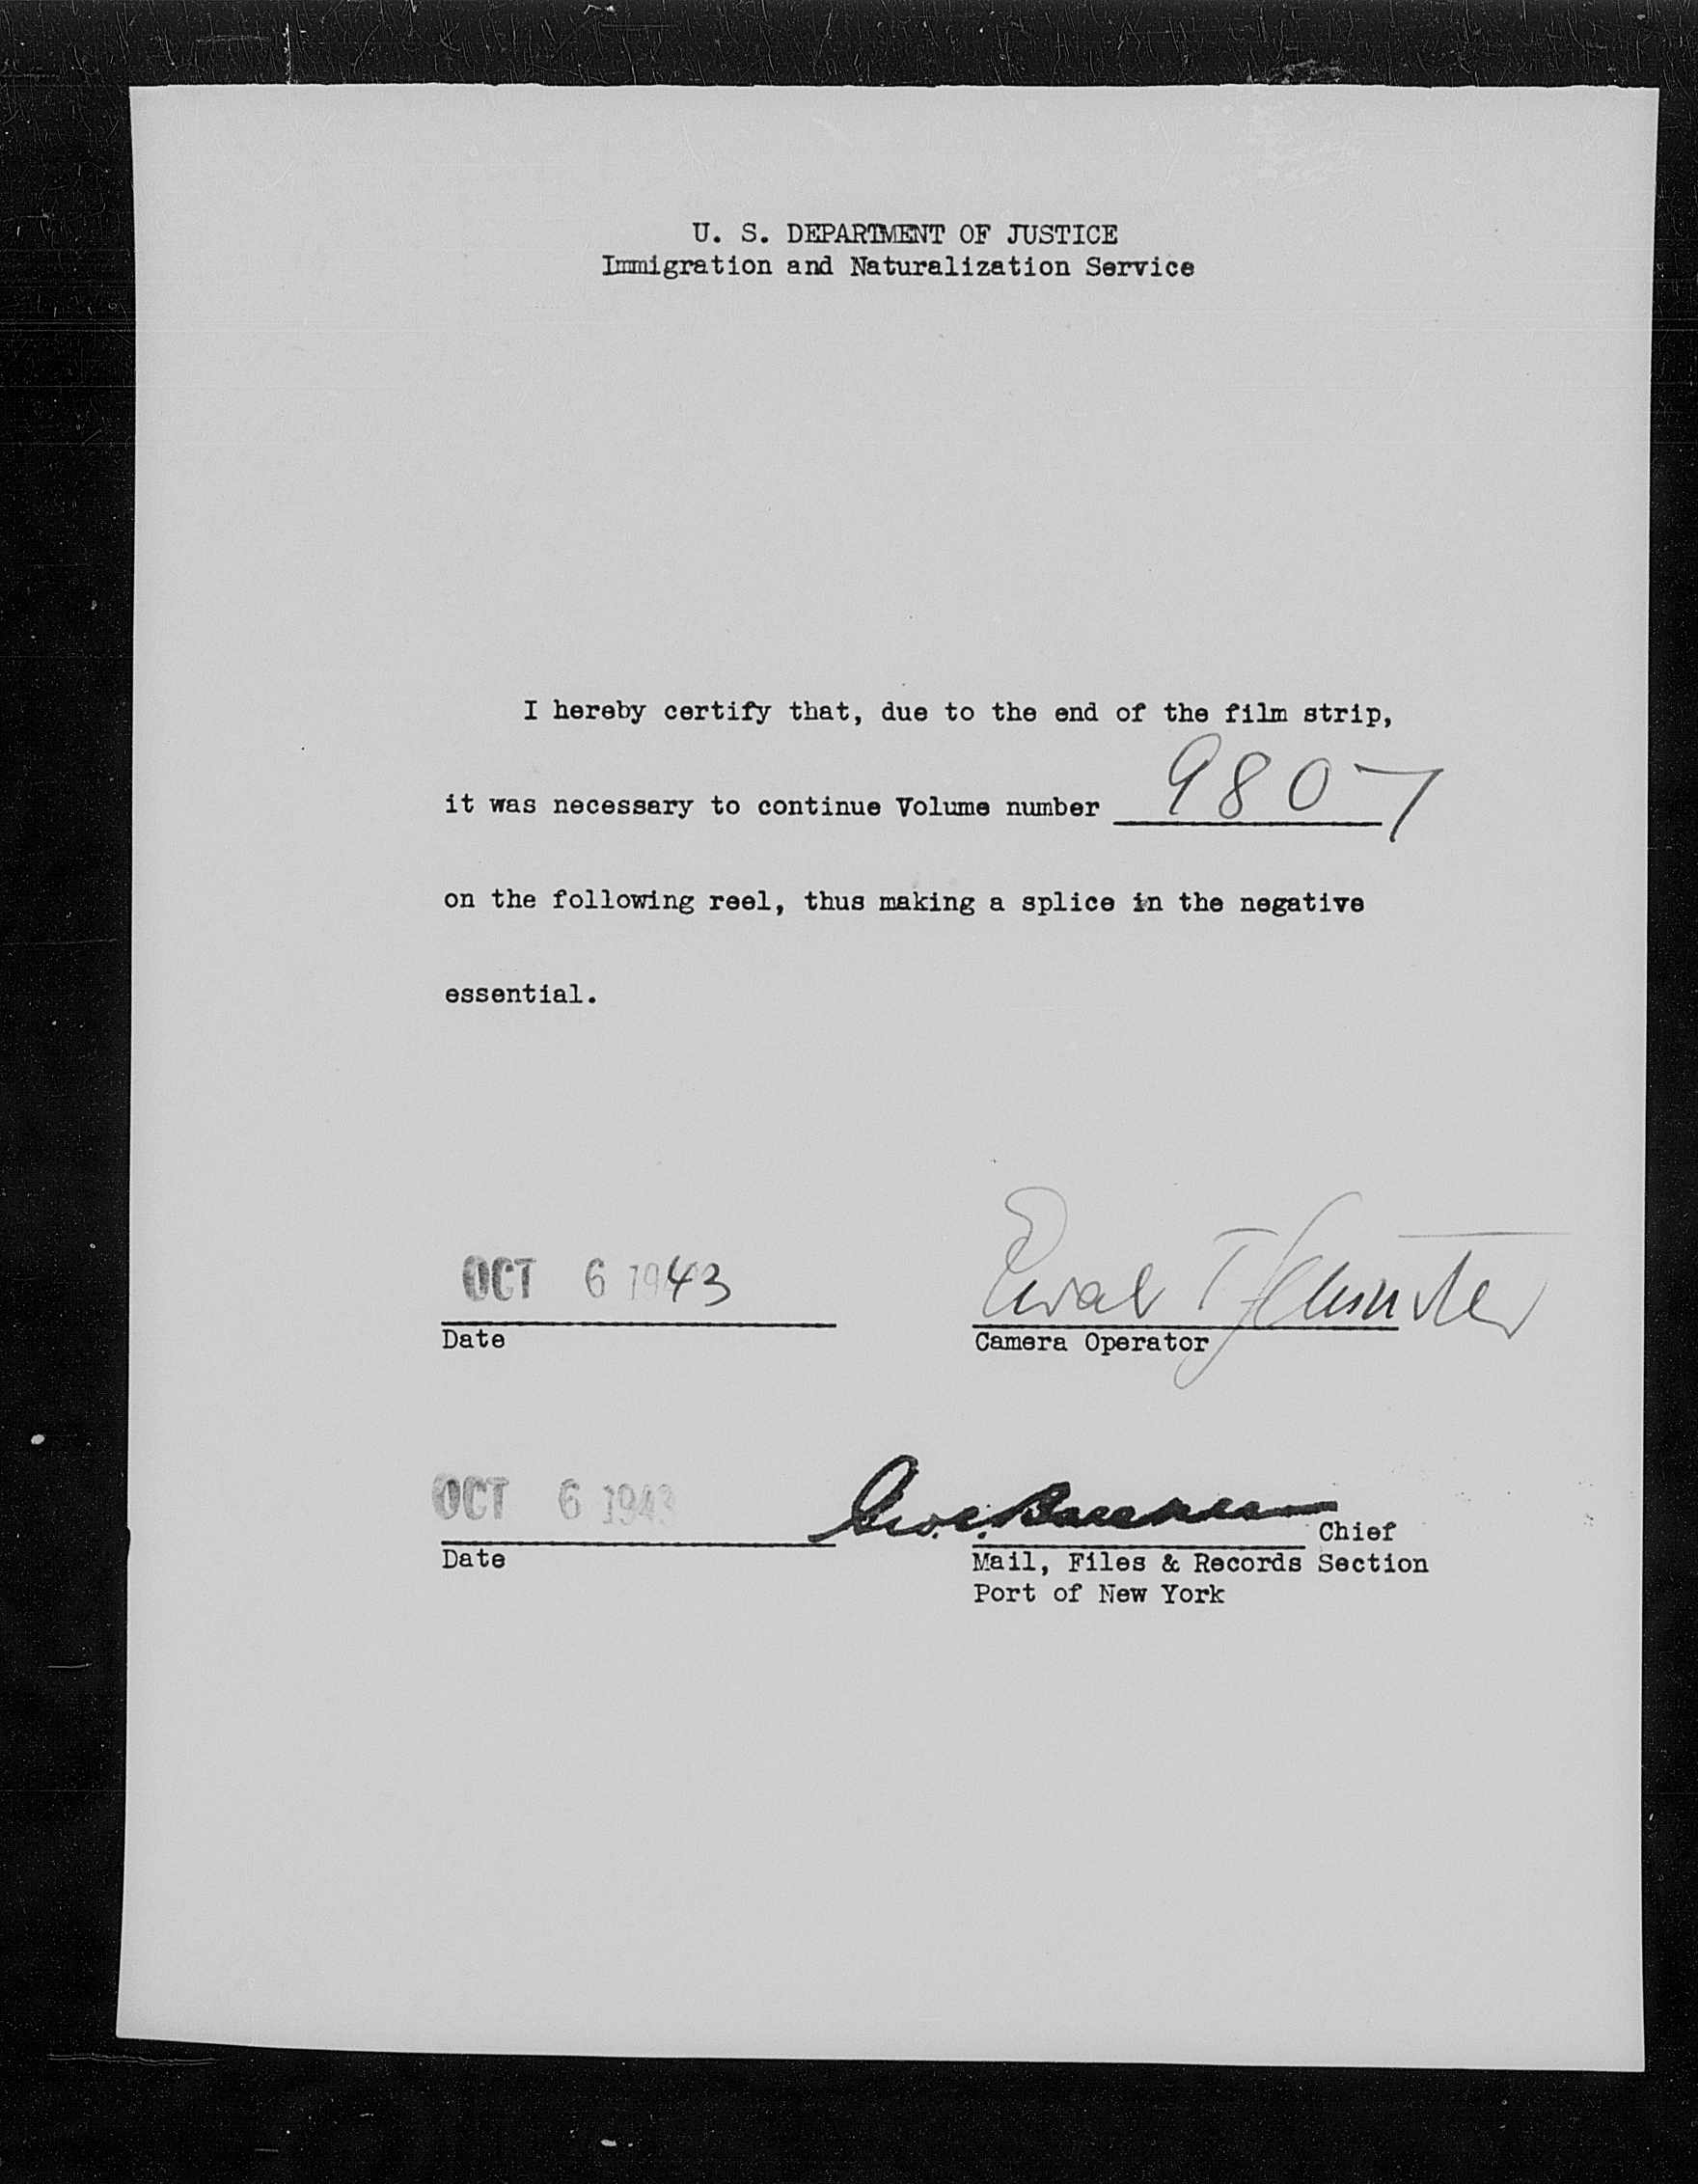 U. S. DEPARTMENT OF JUSTICE
Immigration and Naturalization Service
I hereby certify that, due to the end of the film strip,
it was necessary to continue Volume number 9807
on the following reel, thus making a splice in the negative
essential.
OCT 6 1943
Date
Camera Operator
OCT 6 1943
Date
Chief
Mail, Files & Records Section
Port of New York